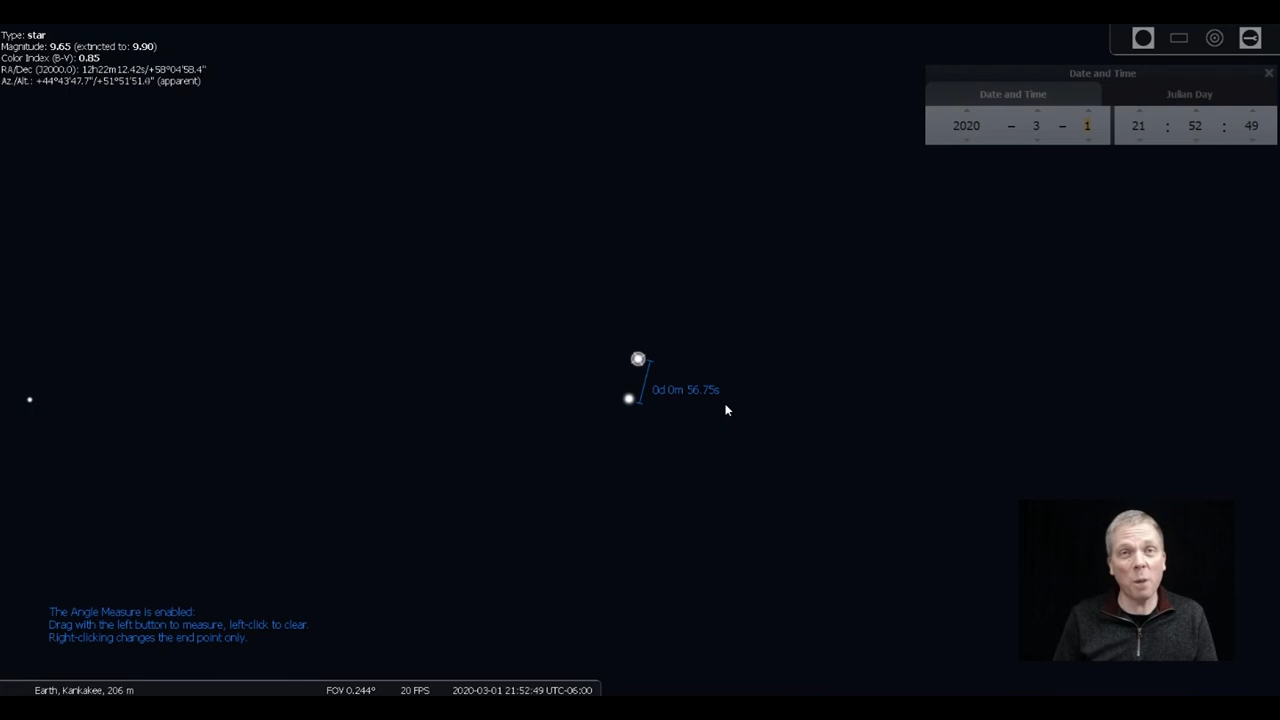 Type: star
Magnitude: 9.65 (extincted to: 9.90)
Color Index (B-V): 0.85
RA/Dec (J2000.0): 12h22m12.42s/+58°04'58.4"
Az./Alt.: +44°43'47.7"/+51°51'51.0" (apparent)
Date and Time
Date and Time Julian Day
2020 – 3 – 1 21 : 52 : 49
0d 0m 56.75s
The Angle Measure is enabled:
Drag with the left button to measure, left-click to clear.
Right-clicking changes the end point only.
Earth, Kankakee, 206 m FOV 0.244° 20 FPS 2020-03-01 21:52:49 UTC-06:00